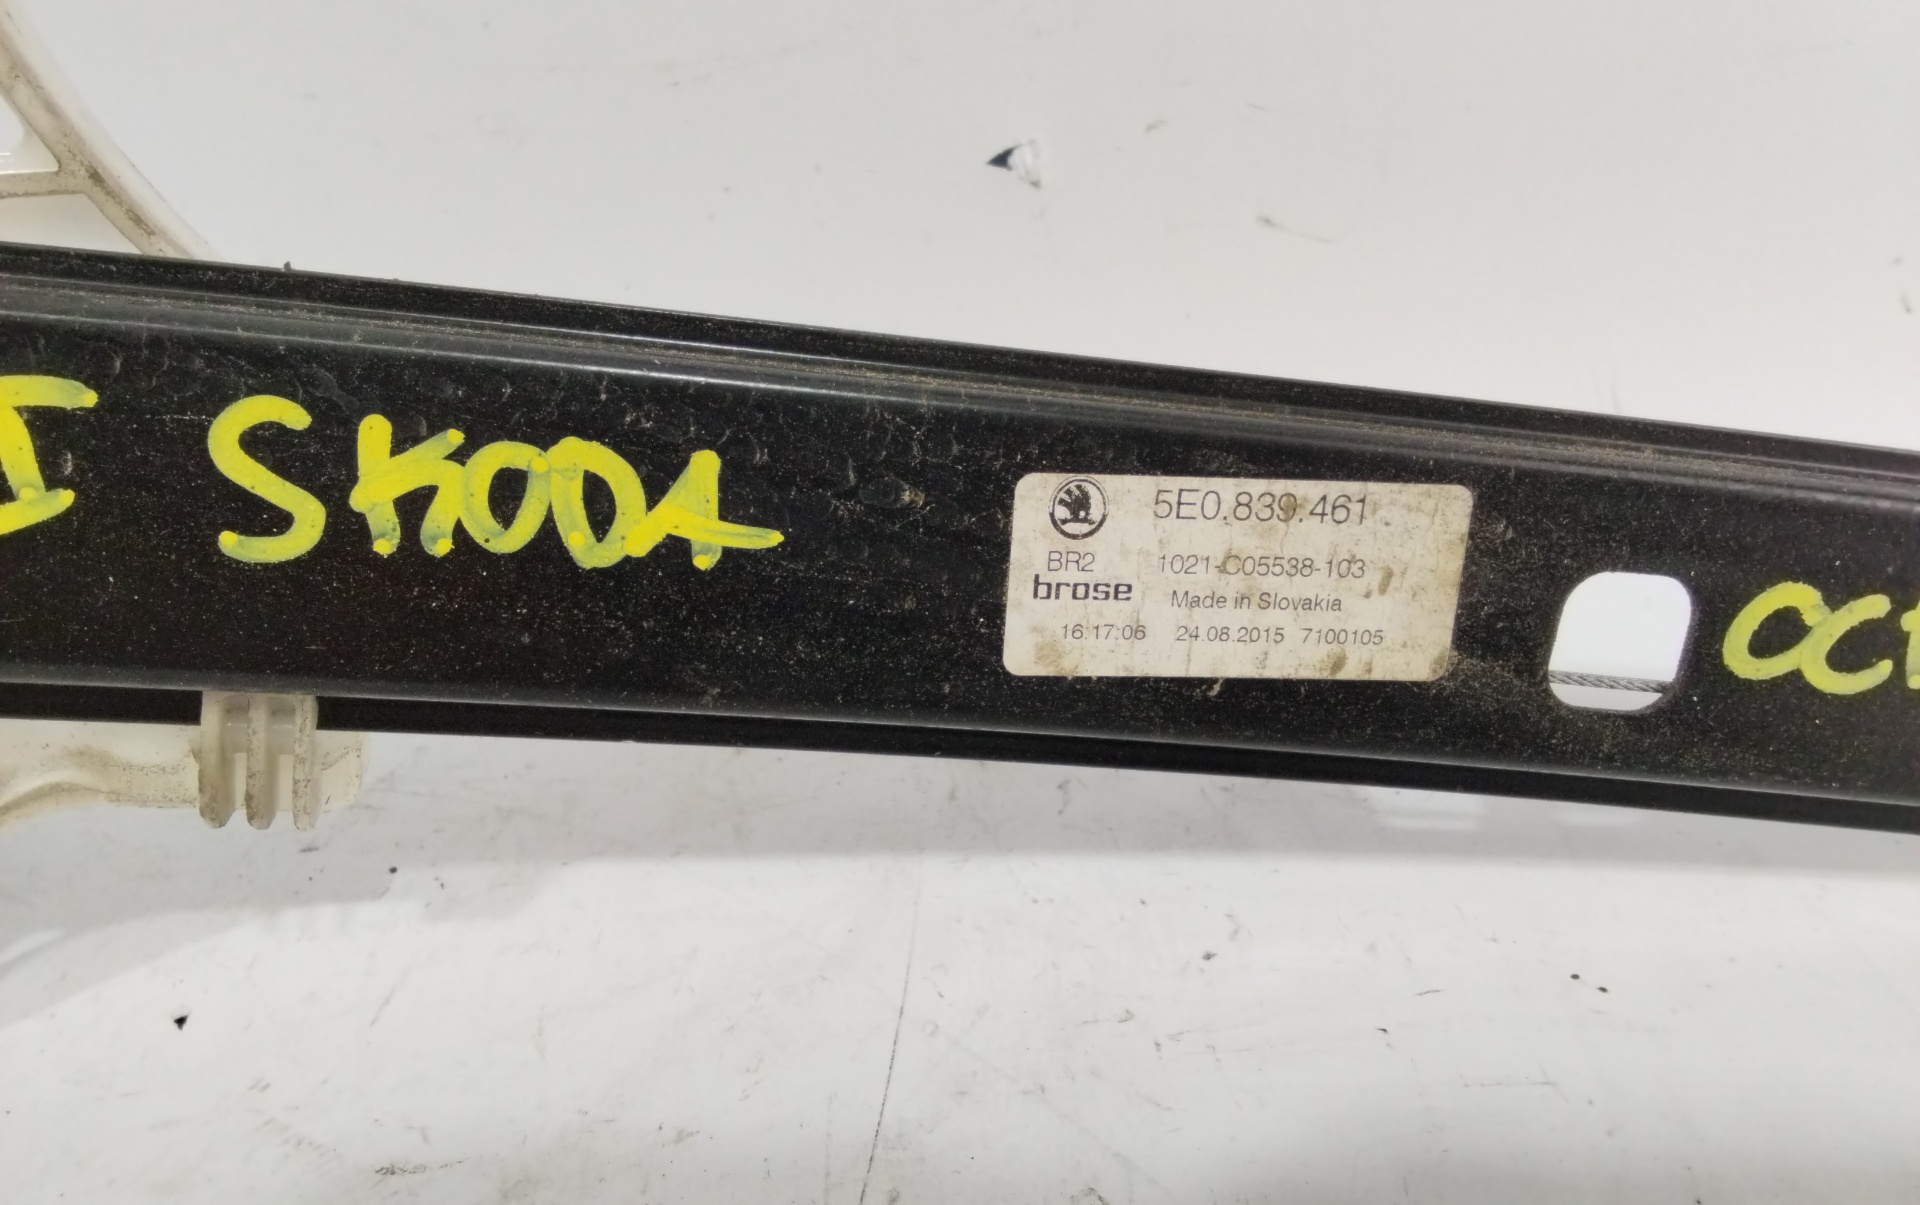 I SKODA
5E0.839.461
BR2 1021-C05538-103
brose Made in Slovakia
16:17:06 24.08.2015 7100105
OC